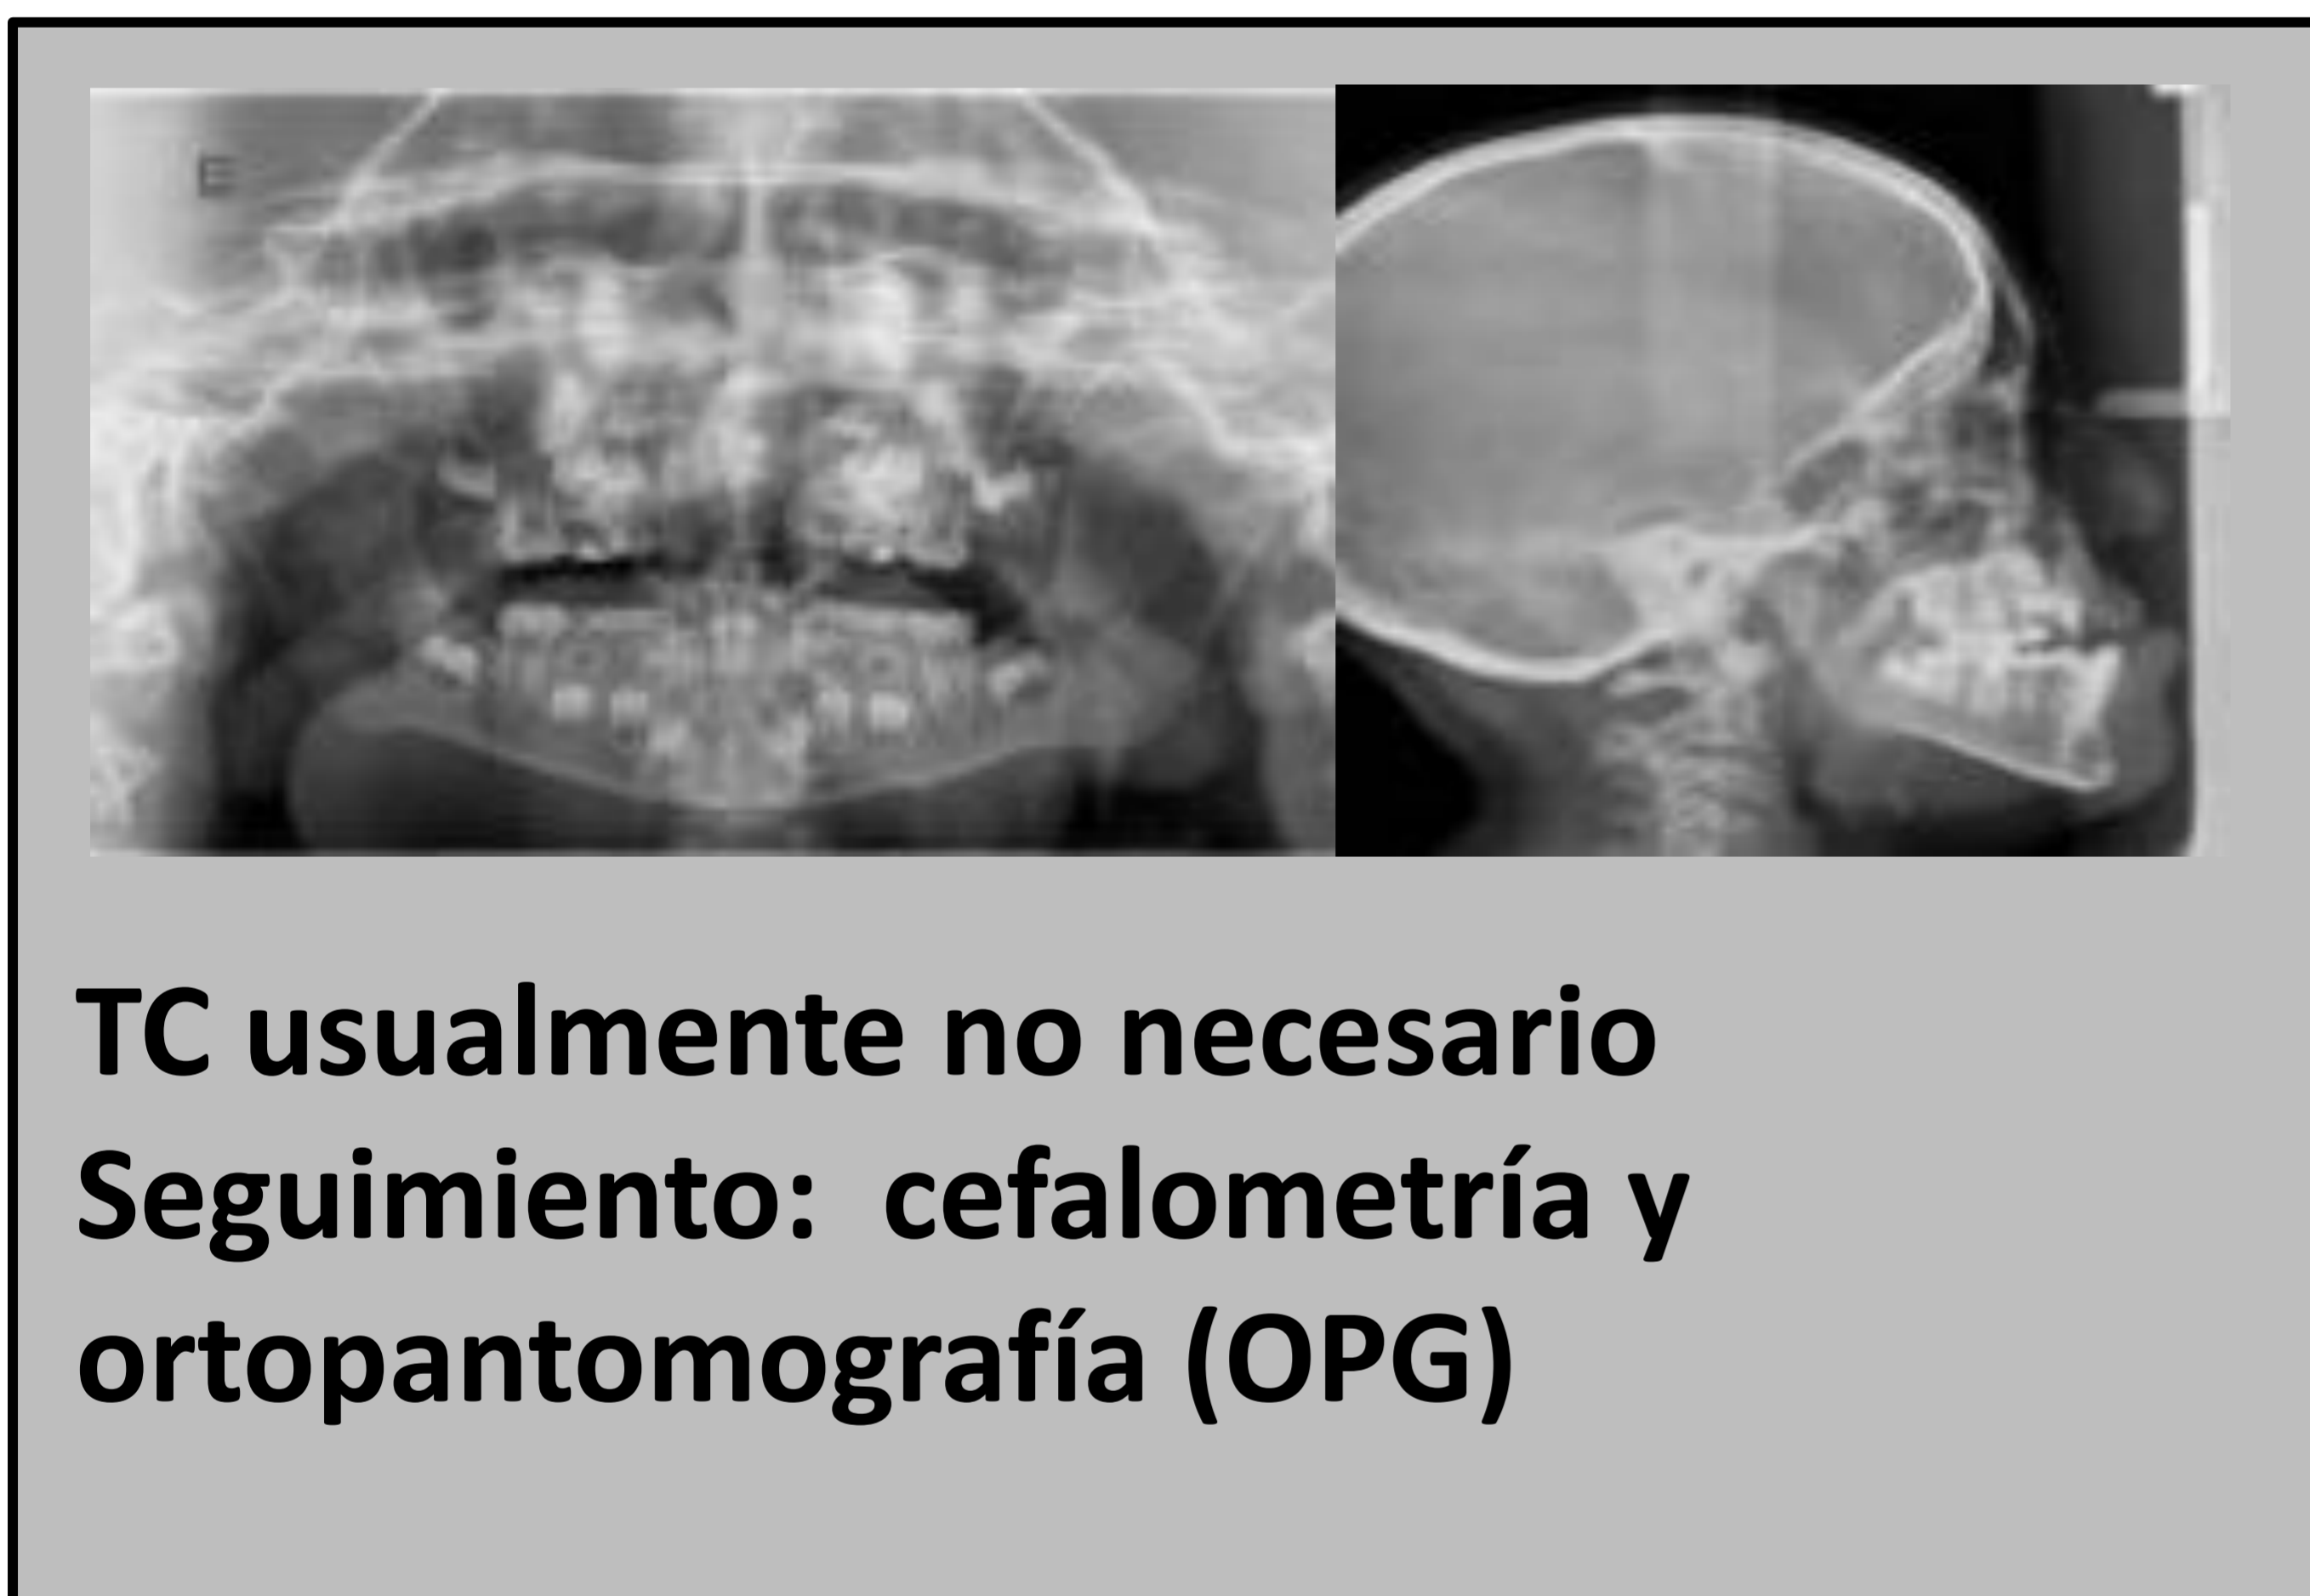 E
TC usualmente no necesario
Seguimiento:  cefalometría y
ortopantomografía (OPG)